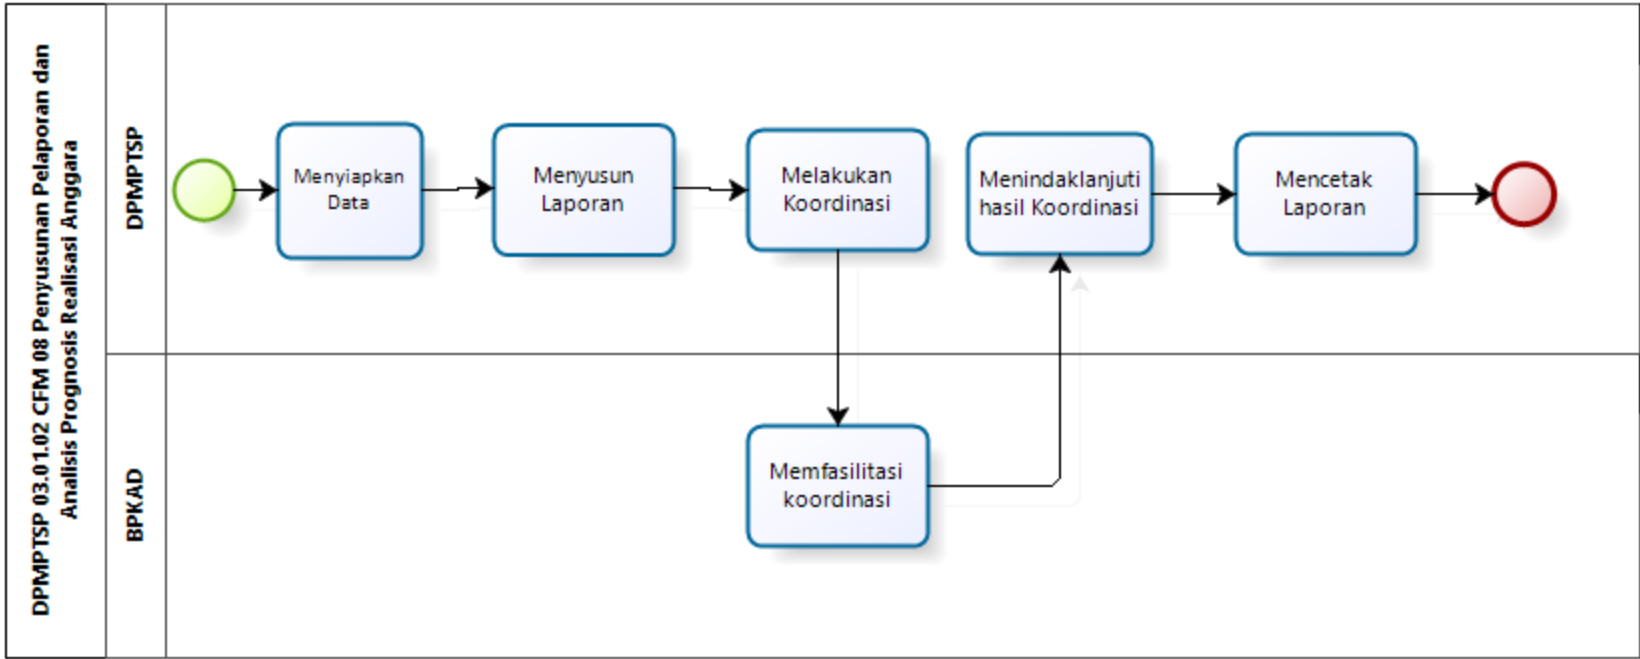 DPMPTSP 03.01.02 CFM 08 Penyusunan Pelaporan dan
Analisis Prognosis Realisasi Anggara
DPMPTSP
Menyiapkan
Data
Menyusun
Laporan
Melakukan
Koordinasi
Menindaklanjuti
hasil Koordinasi
Mencetak
Laporan
BPKAD
Memfasilitasi
koordinasi